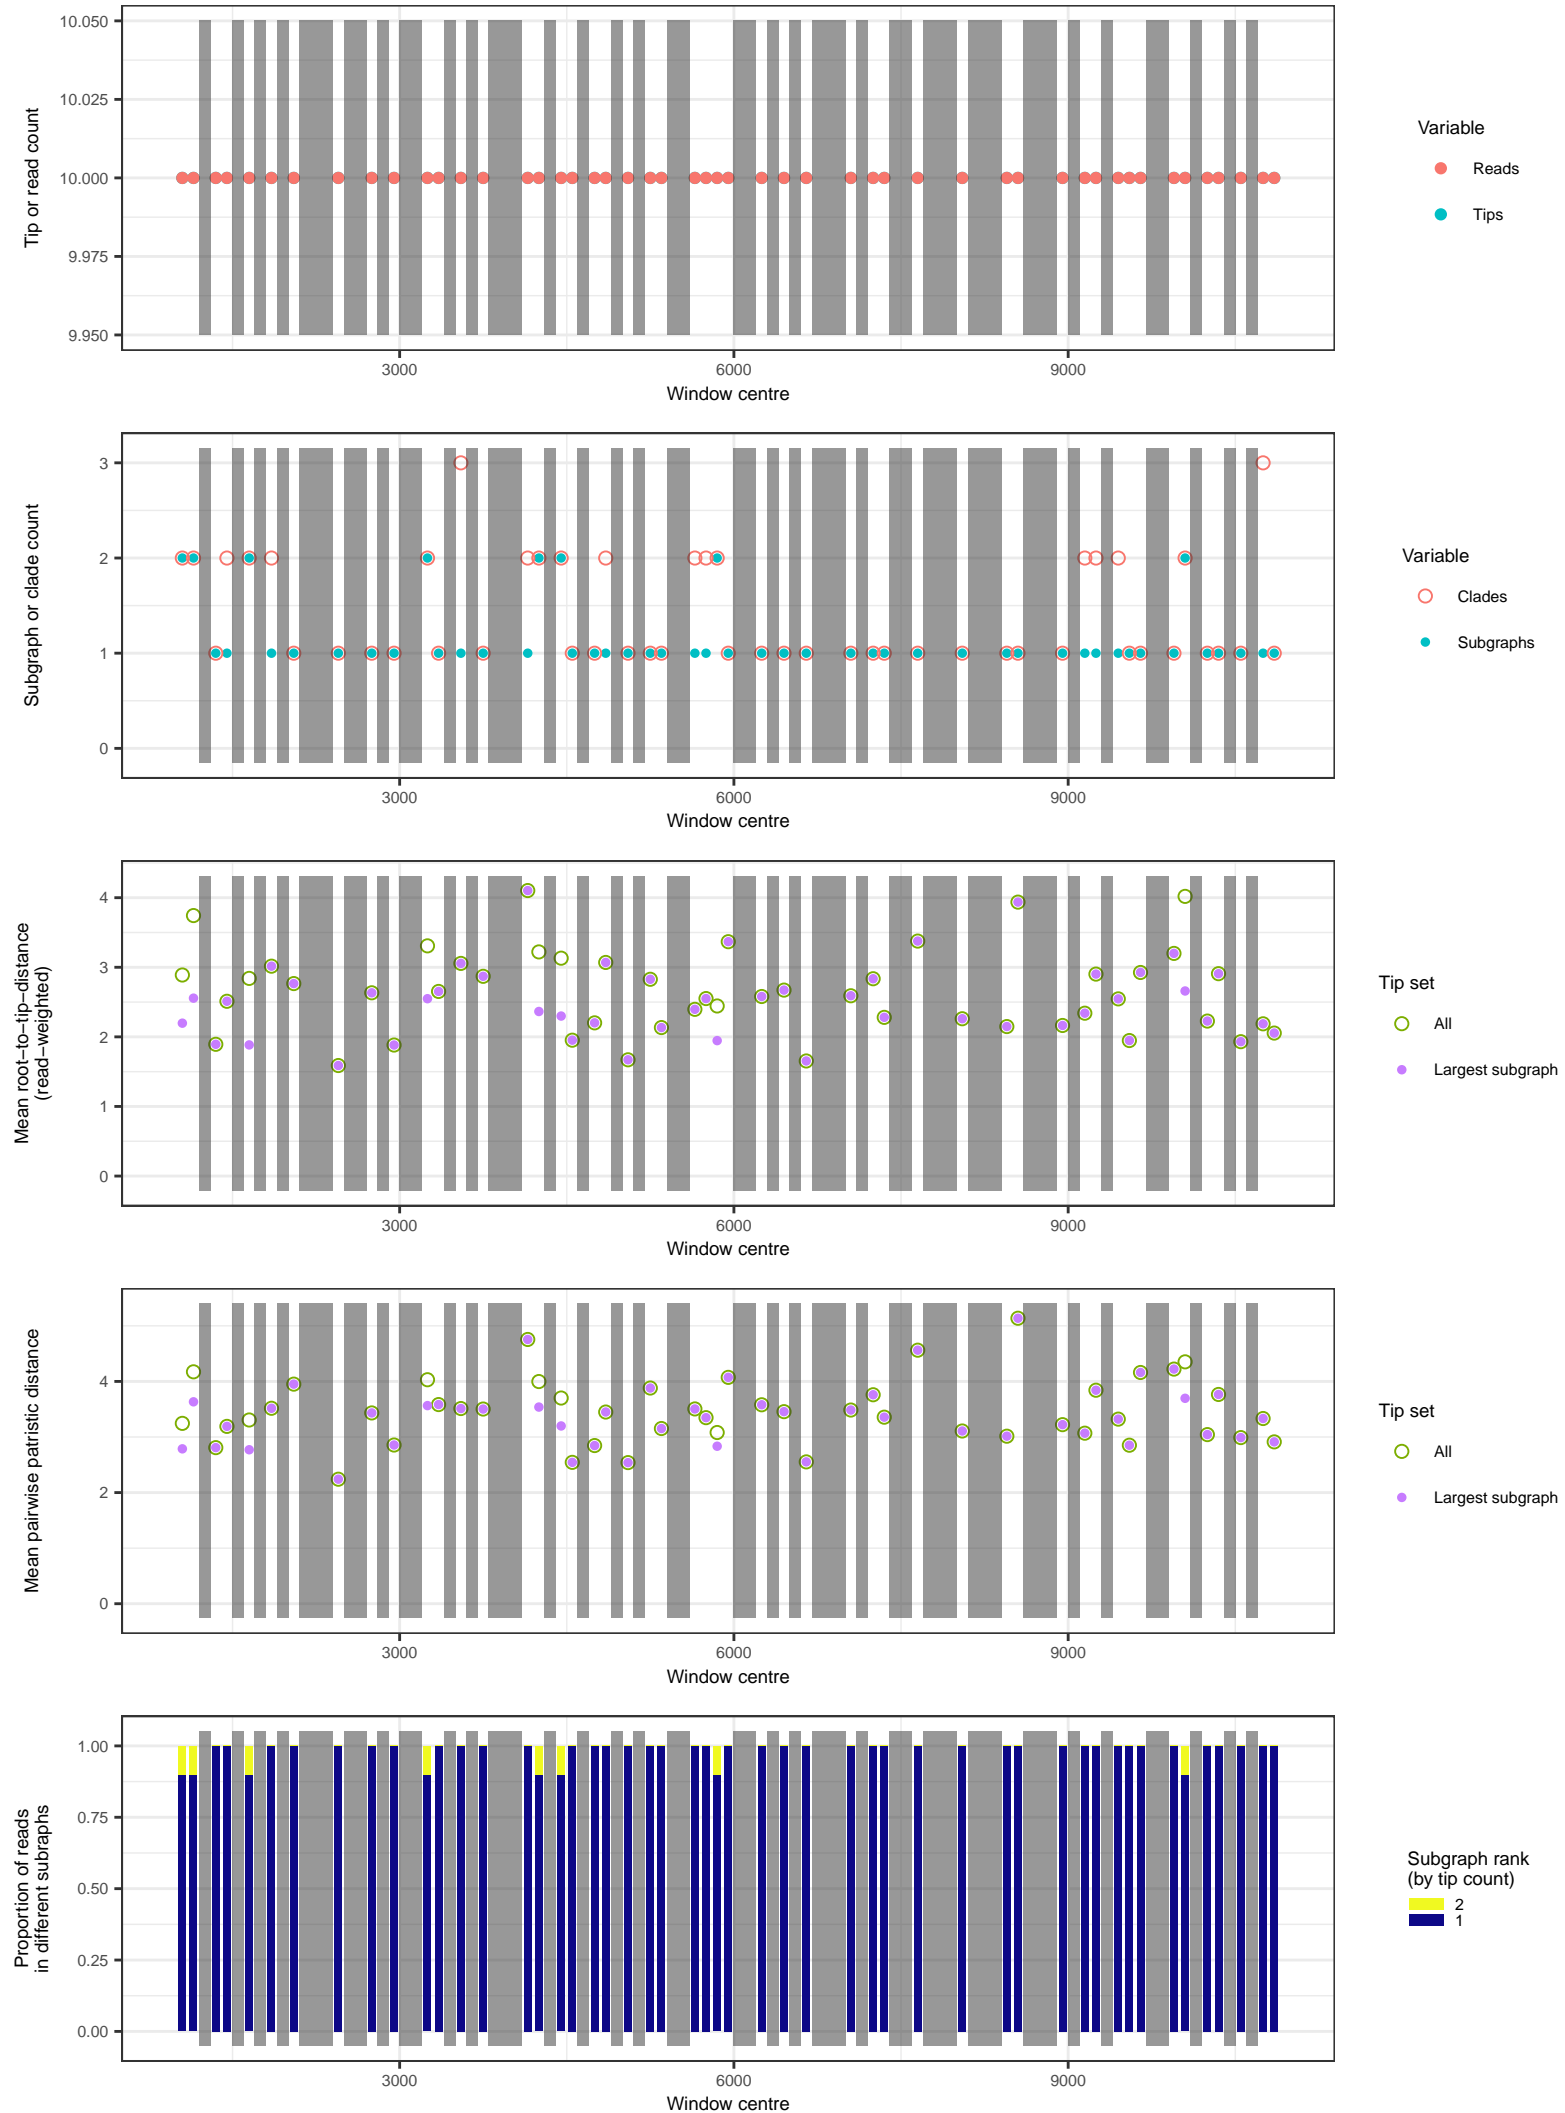 10.050
10.025
10.000
9.975
9.950
Tip or read count
3000
6000
9000
Window centre
Variable
Reads
Tips
3
2
1
0
Subgraph or clade count
3000
6000
9000
Window centre
Variable
Clades
Subgraphs
4
3
2
1
0
Mean root−to−tip−distance
(read−weighted)
3000
6000
9000
Window centre
Tip set
All
Largest subgraph
4
2
0
Mean pairwise patristic distance
3000
6000
9000
Window centre
Tip set
All
Largest subgraph
1.00
0.75
0.50
0.25
0.00
Proportion of reads
in different subraphs
3000
6000
9000
Window centre
Subgraph rank
(by tip count)
2
1